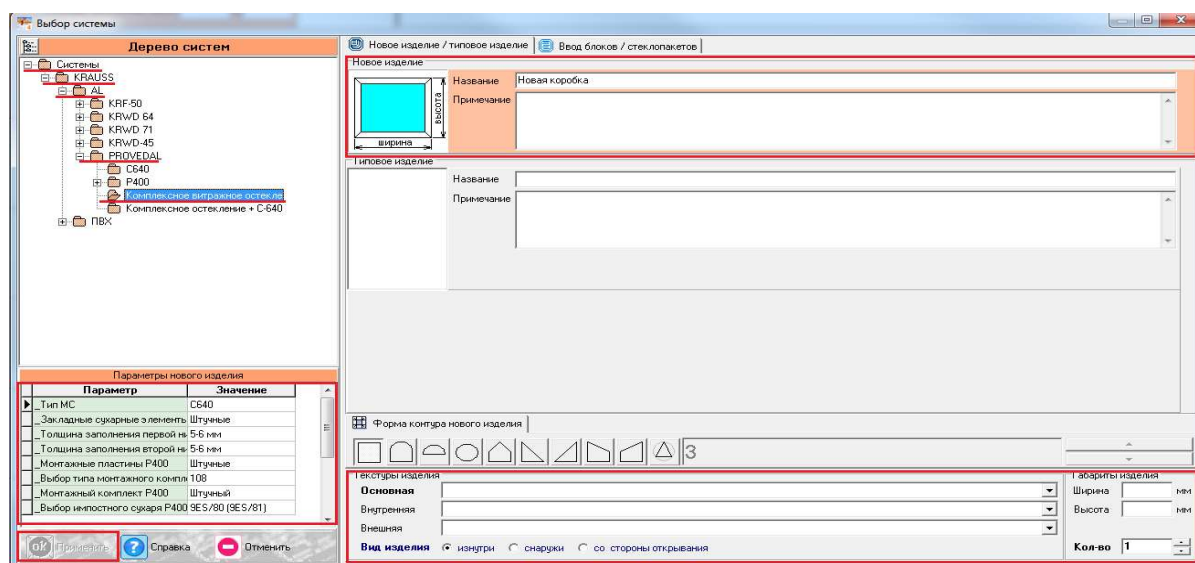 Выбор системы
Дерево систем
Системы
KRAUSS
AL
KRF-50
KRWD 64
KRWD 71
KRWD-45
PROVEDAL
C640
P400
Комплексное витражное остекле
Комплексное остекление + С-640
ПВХ
Параметры нового изделия
Параметр Значение
_Тип МС C640
_Закладные сухарные элементы Штучные
_Толщина заполнения первой ни 5-6 мм
_Толщина заполнения второй ни 5-6 мм
_Монтажные пластины Р400 Штучные
_Выбор типа монтажного компл 108
_Монтажный комплект Р400 Штучный
_Выбор импостного сухаря Р400 9ES/80 (9ES/81)
ok Применить ? Справка Отменить
Новое изделие / типовое изделие Ввод блоков / стеклопакетов
Новое изделие
Название Новая коробка
Примечание
высота
ширина
Типовое изделие
Название
Примечание
Форма контура нового изделия
3
Текстуры изделия
Основная
Внутренняя
Внешняя
Вид изделия изнутри снаружи со стороны открывания
Габариты изделия
Ширина мм
Высота мм
Кол-во 1